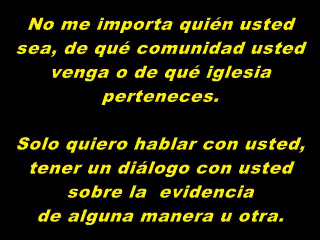 No me importa quién usted
sea, de qué comunidad usted
venga o de qué iglesia
perteneces.
Solo quiero hablar con usted,
tener un diálogo con usted
sobre la evidencia
de alguna manera u otra.